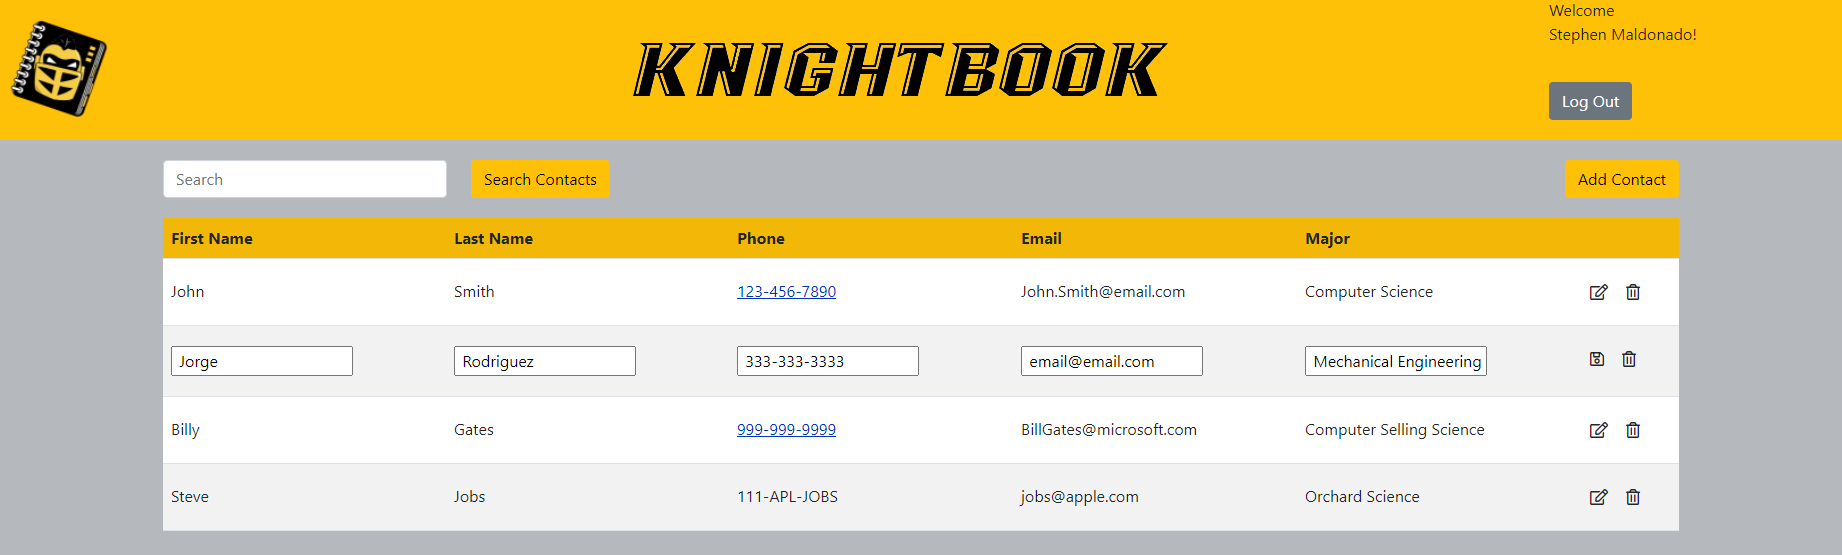 Welcome
Stephen Maldonado!
KNIGHTBOOK
Log Out
Search Search Contacts Add Contact
First Name Last Name Phone Email Major
John Smith 123-456-7890 John.Smith@email.com Computer Science
Jorge Rodriguez 333-333-3333 email@email.com Mechanical Engineering
Billy Gates 999-999-9999 BillGates@microsoft.com Computer Selling Science
Steve Jobs 111-APL-JOBS jobs@apple.com Orchard Science